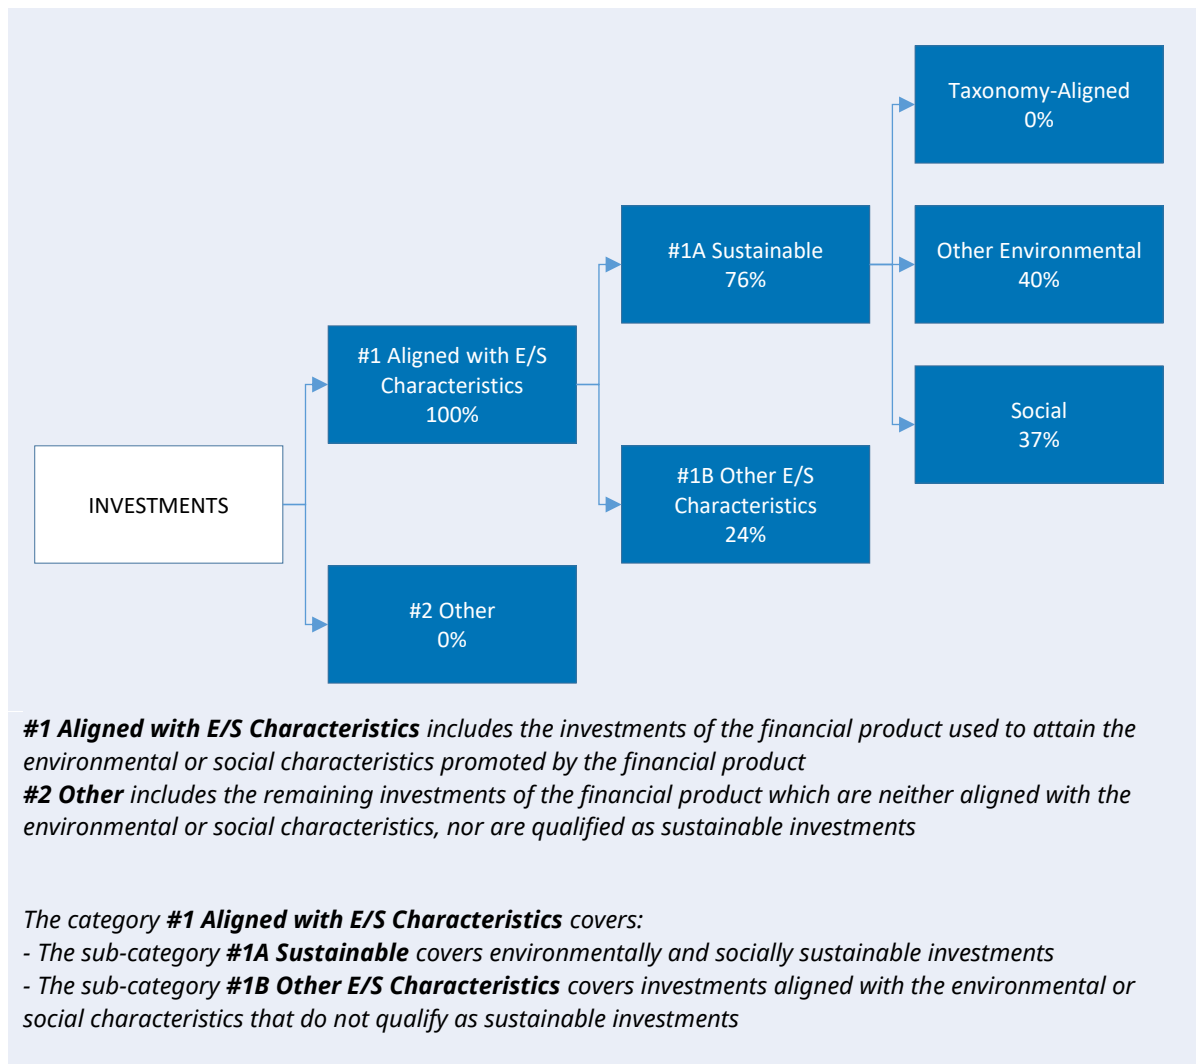 Taxonomy-Aligned
0%
#1A Sustainable
76%
Other Environmental
40%
#1 Aligned with E/S
Characteristics
100%
Social
37%
INVESTMENTS
#1B Other E/S
Characteristics
24%
#2 Other
0%
#1 Aligned with E/S Characteristics includes the investments of the financial product used to attain the
environmental or social characteristics promoted by the financial product
#2 Other includes the remaining investments of the financial product which are neither aligned with the
environmental or social characteristics, nor are qualified as sustainable investments
The category #1 Aligned with E/S Characteristics covers:
- The sub-category #1A Sustainable covers environmentally and socially sustainable investments
- The sub-category #1B Other E/S Characteristics covers investments aligned with the environmental or
social characteristics that do not qualify as sustainable investments